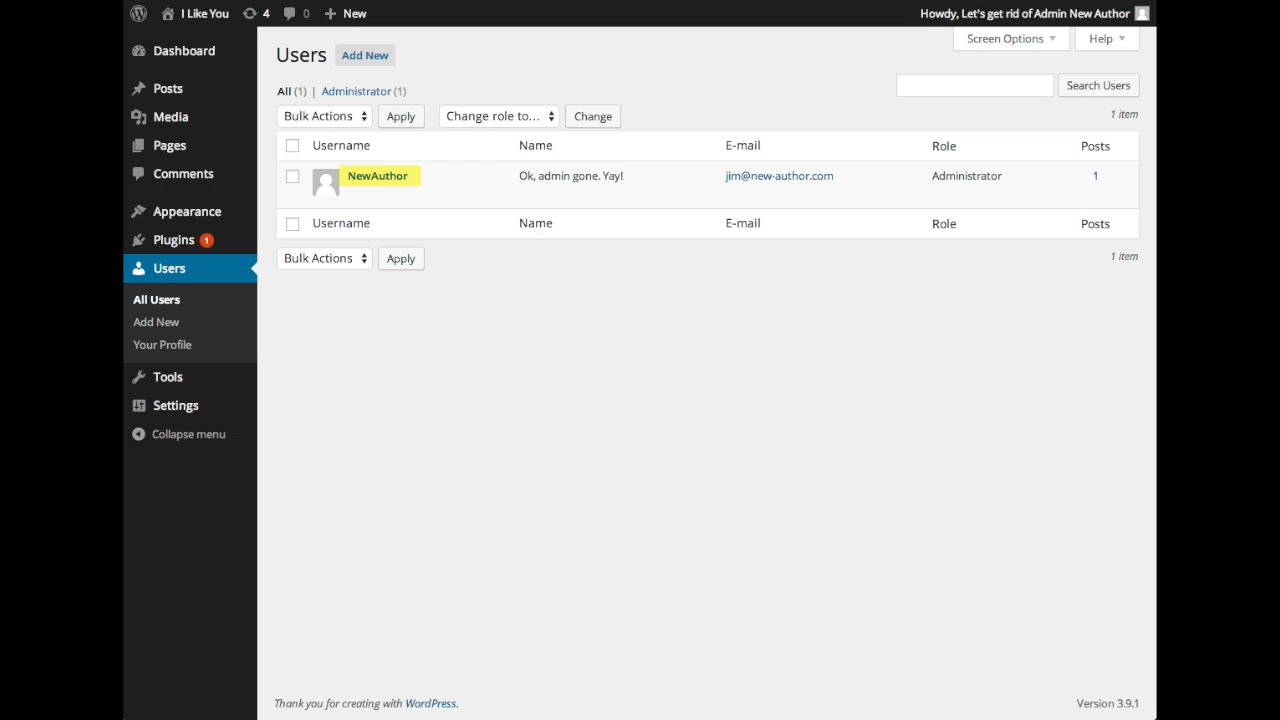 I Like You 4 0 New Howdy, Let's get rid of Admin New Author
Screen Options Help
Dashboard
Posts
Media
Pages
Comments
Appearance
Plugins 1
Users
All Users
Add New
Your Profile
Tools
Settings
Collapse menu
Users Add New
All (1) | Administrator (1)
Search Users
Bulk Actions Apply Change role to... Change 1 item
Username Name E-mail Role Posts
NewAuthor Ok, admin gone. Yay! jim@new-author.com Administrator 1
Username Name E-mail Role Posts
Bulk Actions Apply 1 item
Thank you for creating with WordPress. Version 3.9.1